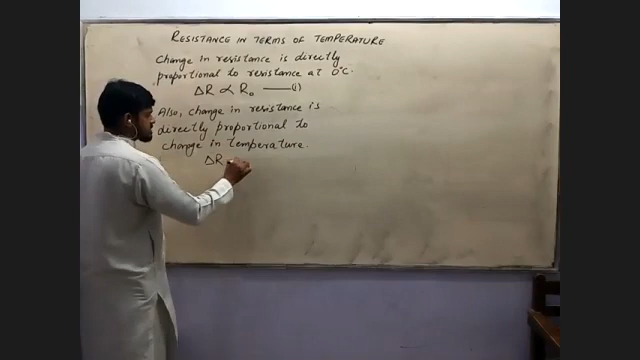 RESISTANCE IN TERMS OF TEMPERATURE
Change in resistance is directly
proportional to resistance at 0°C.
ΔR ∝ R₀ —(i)
Also, change in resistance is
directly proportional to
change in temperature.
ΔR